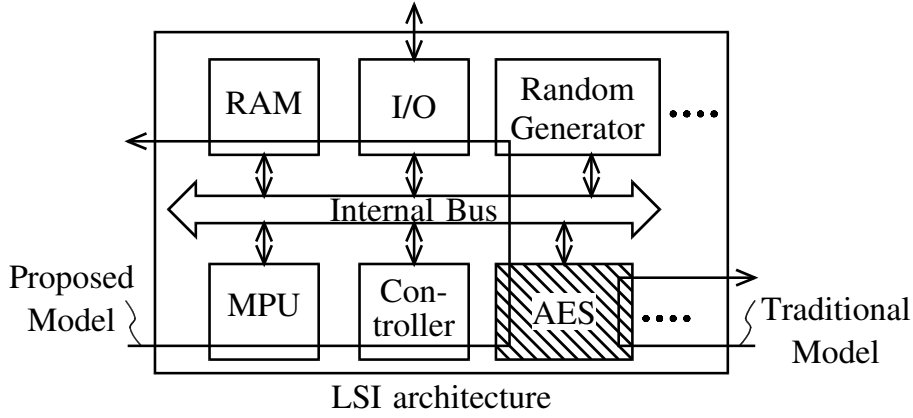 RAM
I/O
Random
Generator
Internal Bus
Proposed
Model
MPU
Con-
troller
AES
Traditional
Model
LSI architecture